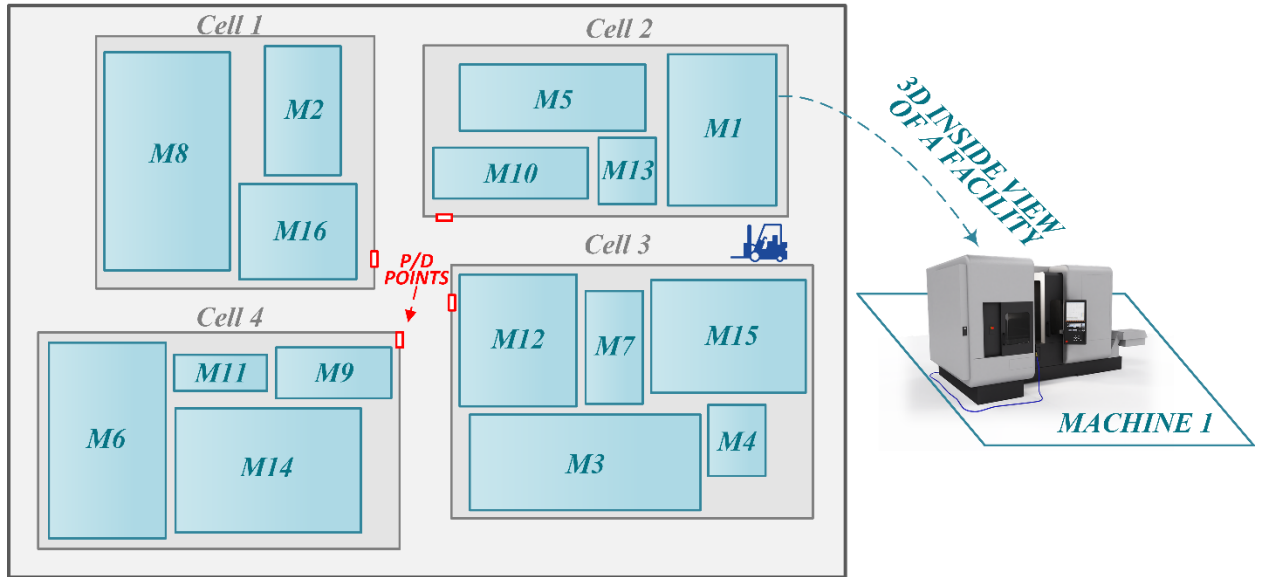 Cell 1
M8
M2
M16
Cell 2
M5
M1
M10
M13
3D INSIDE VIEW
OF A FACILITY
P/D
POINTS
Cell 3
M12
M7
M15
M3
M4
Cell 4
M6
M11
M9
M14
MACHINE 1